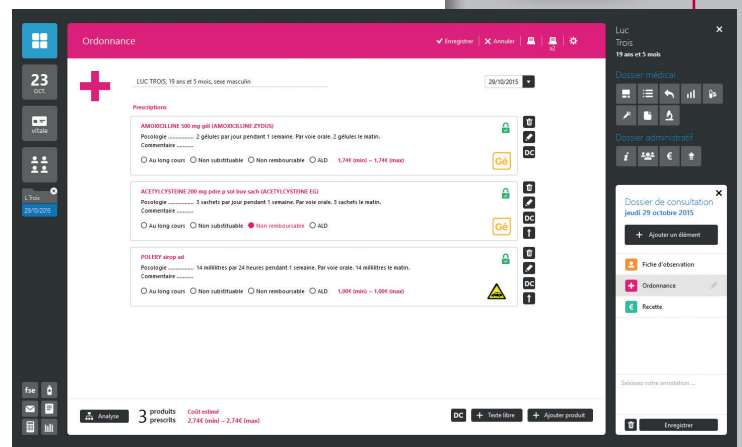 23
oct.
vitale
L Trois
29/10/2015
fse
Ordonnance
Enregistrer
Annuler
x2
LUC TROIS, 19 ans et 5 mois, sexe masculin
29/10/2015
Prescriptions
AMOXICILLINE 500 mg gél (AMOXICILLINE ZYDUS)
Posologie ................ 2 gélules par jour pendant 1 semaine. Par voie orale. 2 gélules le matin.
Commentaire ..........
Au long cours Non substituable Non remboursable ALD 1,74€ (min) – 1,74€ (max)
Gé
DC
ACETYLCYSTEINE 200 mg pdre p sol buv sach (ACETYLCYSTEINE EG)
Posologie ................ 3 sachets par jour pendant 1 semaine. Par voie orale. 3 sachets le matin.
Commentaire ..........
Au long cours Non substituable Non remboursable ALD
Gé
DC
POLERY sirop ad
Posologie ................ 14 millilitres par 24 heures pendant 1 semaine. Par voie orale. 14 millilitres le matin.
Commentaire ..........
Au long cours Non substituable Non remboursable ALD 1,00€ (min) – 1,00€ (max)
DC
Analyse
3 produits prescrits
Coût estimé
2,74€ (min) – 2,74€ (max)
DC
+ Texte libre
+ Ajouter produit
Luc
Trois
19 ans et 5 mois
Dossier médical
Dossier administratif
Dossier de consultation
jeudi 29 octobre 2015
+ Ajouter un élément
Fiche d'observation
Ordonnance
Recette
Saisissez votre annotation ...
Enregistrer